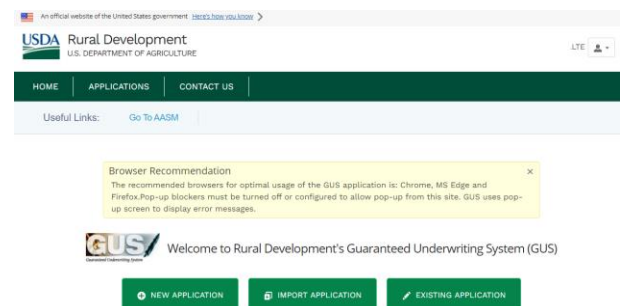 An official website of the United States government Here's how you know
USDA Rural Development
U.S. DEPARTMENT OF AGRICULTURE
LTE
HOME APPLICATIONS CONTACT US
Useful Links: Go To AASM
Browser Recommendation ×
The recommended browsers for optimal usage of the GUS application is: Chrome, MS Edge and
Firefox.Pop-up blockers must be turned off or configured to allow pop-up from this site. GUS uses pop-
up screen to display error messages.
GUS Welcome to Rural Development's Guaranteed Underwriting System (GUS)
Guaranteed Underwriting System
NEW APPLICATION IMPORT APPLICATION EXISTING APPLICATION